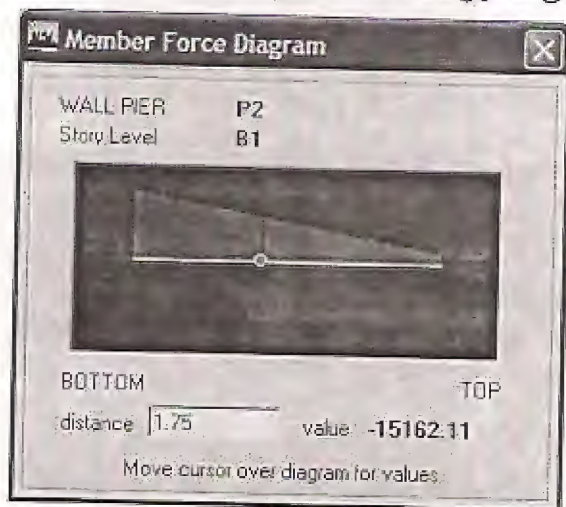 Member Force Diagram
WALL PIER P2
Story Level B1
BOTTOM TOP
distance 1.75 value -15162.11
Move cursor over diagram for values